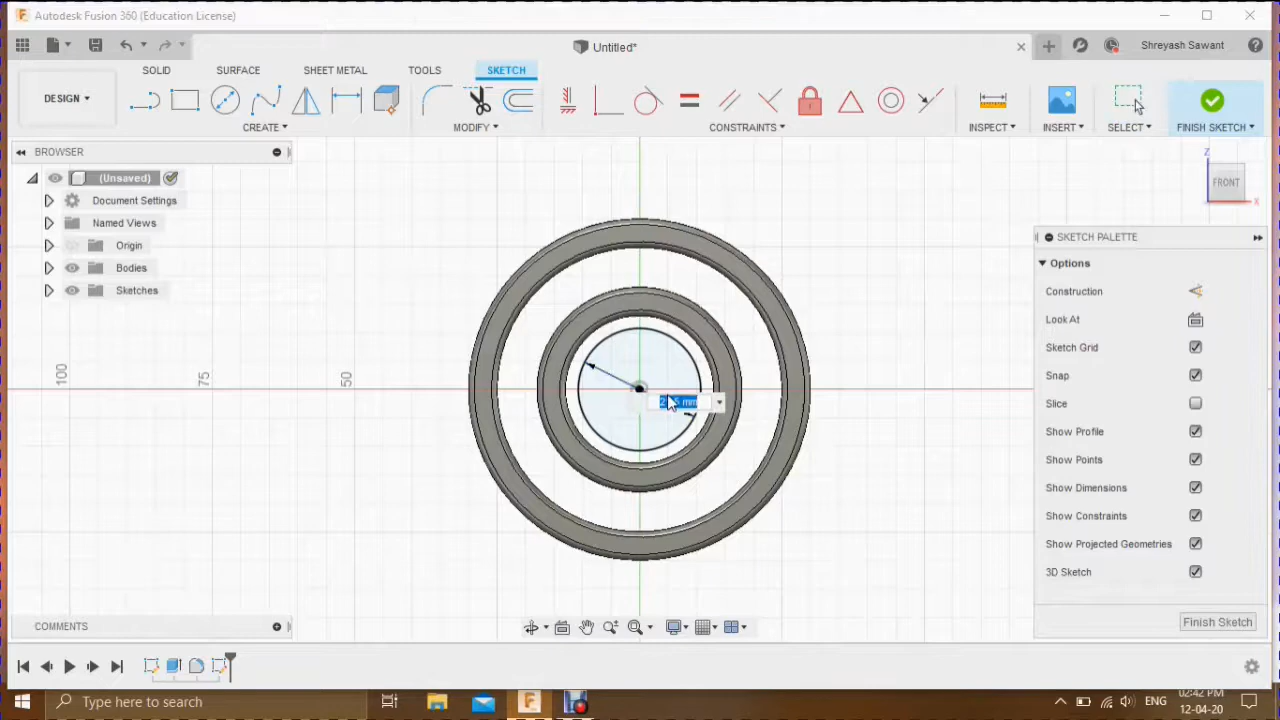 Autodesk Fusion 360 (Education License)
Untitled*
Shreyash Sawant
SOLID SURFACE SHEET METAL TOOLS SKETCH
DESIGN
CREATE MODIFY CONSTRAINTS INSPECT INSERT SELECT FINISH SKETCH
BROWSER
(Unsaved)
Document Settings
Named Views
Origin
Bodies
Sketches
Z
FRONT
X
100
75
50
mm
SKETCH PALETTE
Options
Construction
Look At
Sketch Grid
Snap
Slice
Show Profile
Show Points
Show Dimensions
Show Constraints
Show Projected Geometries
3D Sketch
Finish Sketch
COMMENTS
Type here to search
ENG
02:42 PM
12-04-20